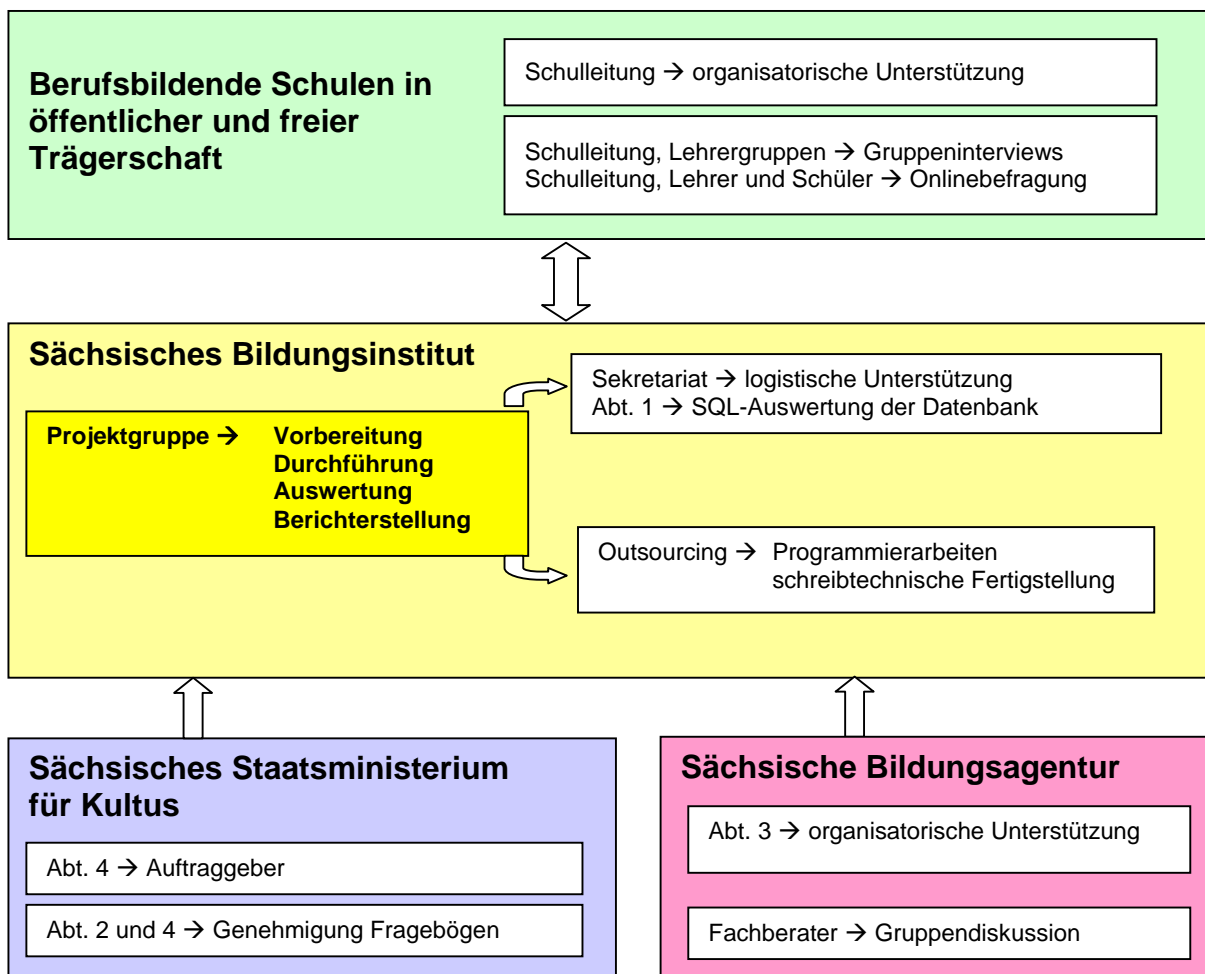 Berufsbildende Schulen in
öffentlicher und freier
Trägerschaft
Schulleitung → organisatorische Unterstützung
Schulleitung, Lehrergruppen → Gruppeninterviews
Schulleitung, Lehrer und Schüler → Onlinebefragung
Sächsisches Bildungsinstitut
Projektgruppe → Vorbereitung
Durchführung
Auswertung
Berichterstellung
Sekretariat → logistische Unterstützung
Abt. 1 → SQL-Auswertung der Datenbank
Outsourcing → Programmierarbeiten
schreibtechnische Fertigstellung
Sächsisches Staatsministerium
für Kultus
Abt. 4 → Auftraggeber
Abt. 2 und 4 → Genehmigung Fragebögen
Sächsische Bildungsagentur
Abt. 3 → organisatorische Unterstützung
Fachberater → Gruppendiskussion